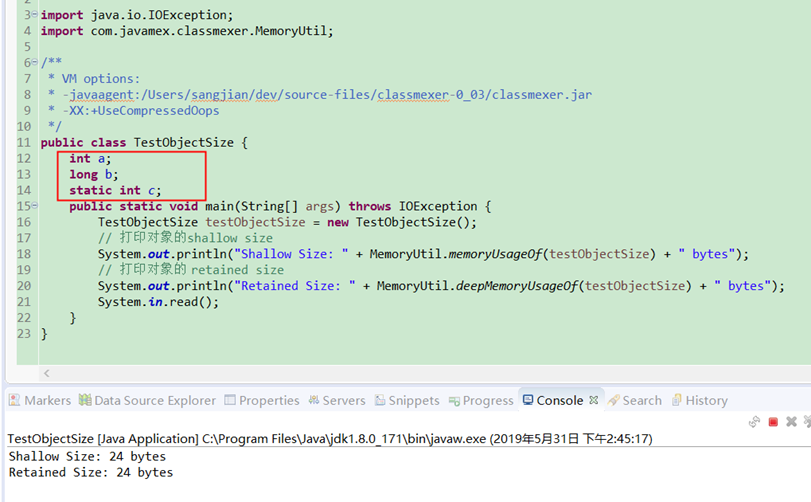 2
3 import java.io.IOException;
4 import com.javamex.classmexer.MemoryUtil;
5
6 /**
7  * VM options:
8  * -javaagent:/Users/sangjian/dev/source-files/classmexer-0_03/classmexer.jar
9  * -XX:+UseCompressedOops
10  */
11 public class TestObjectSize {
12     int a;
13     long b;
14     static int c;
15     public static void main(String[] args) throws IOException {
16         TestObjectSize testObjectSize = new TestObjectSize();
17         // 打印对象的shallow size
18         System.out.println("Shallow Size: " + MemoryUtil.memoryUsageOf(testObjectSize) + " bytes");
19         // 打印对象的 retained size
20         System.out.println("Retained Size: " + MemoryUtil.deepMemoryUsageOf(testObjectSize) + " bytes");
21         System.in.read();
22     }
23 }
Markers Data Source Explorer Properties Servers Snippets Progress Console Search History
TestObjectSize [Java Application] C:\Program Files\Java\jdk1.8.0_171\bin\javaw.exe (2019年5月31日 下午2:45:17)
Shallow Size: 24 bytes
Retained Size: 24 bytes